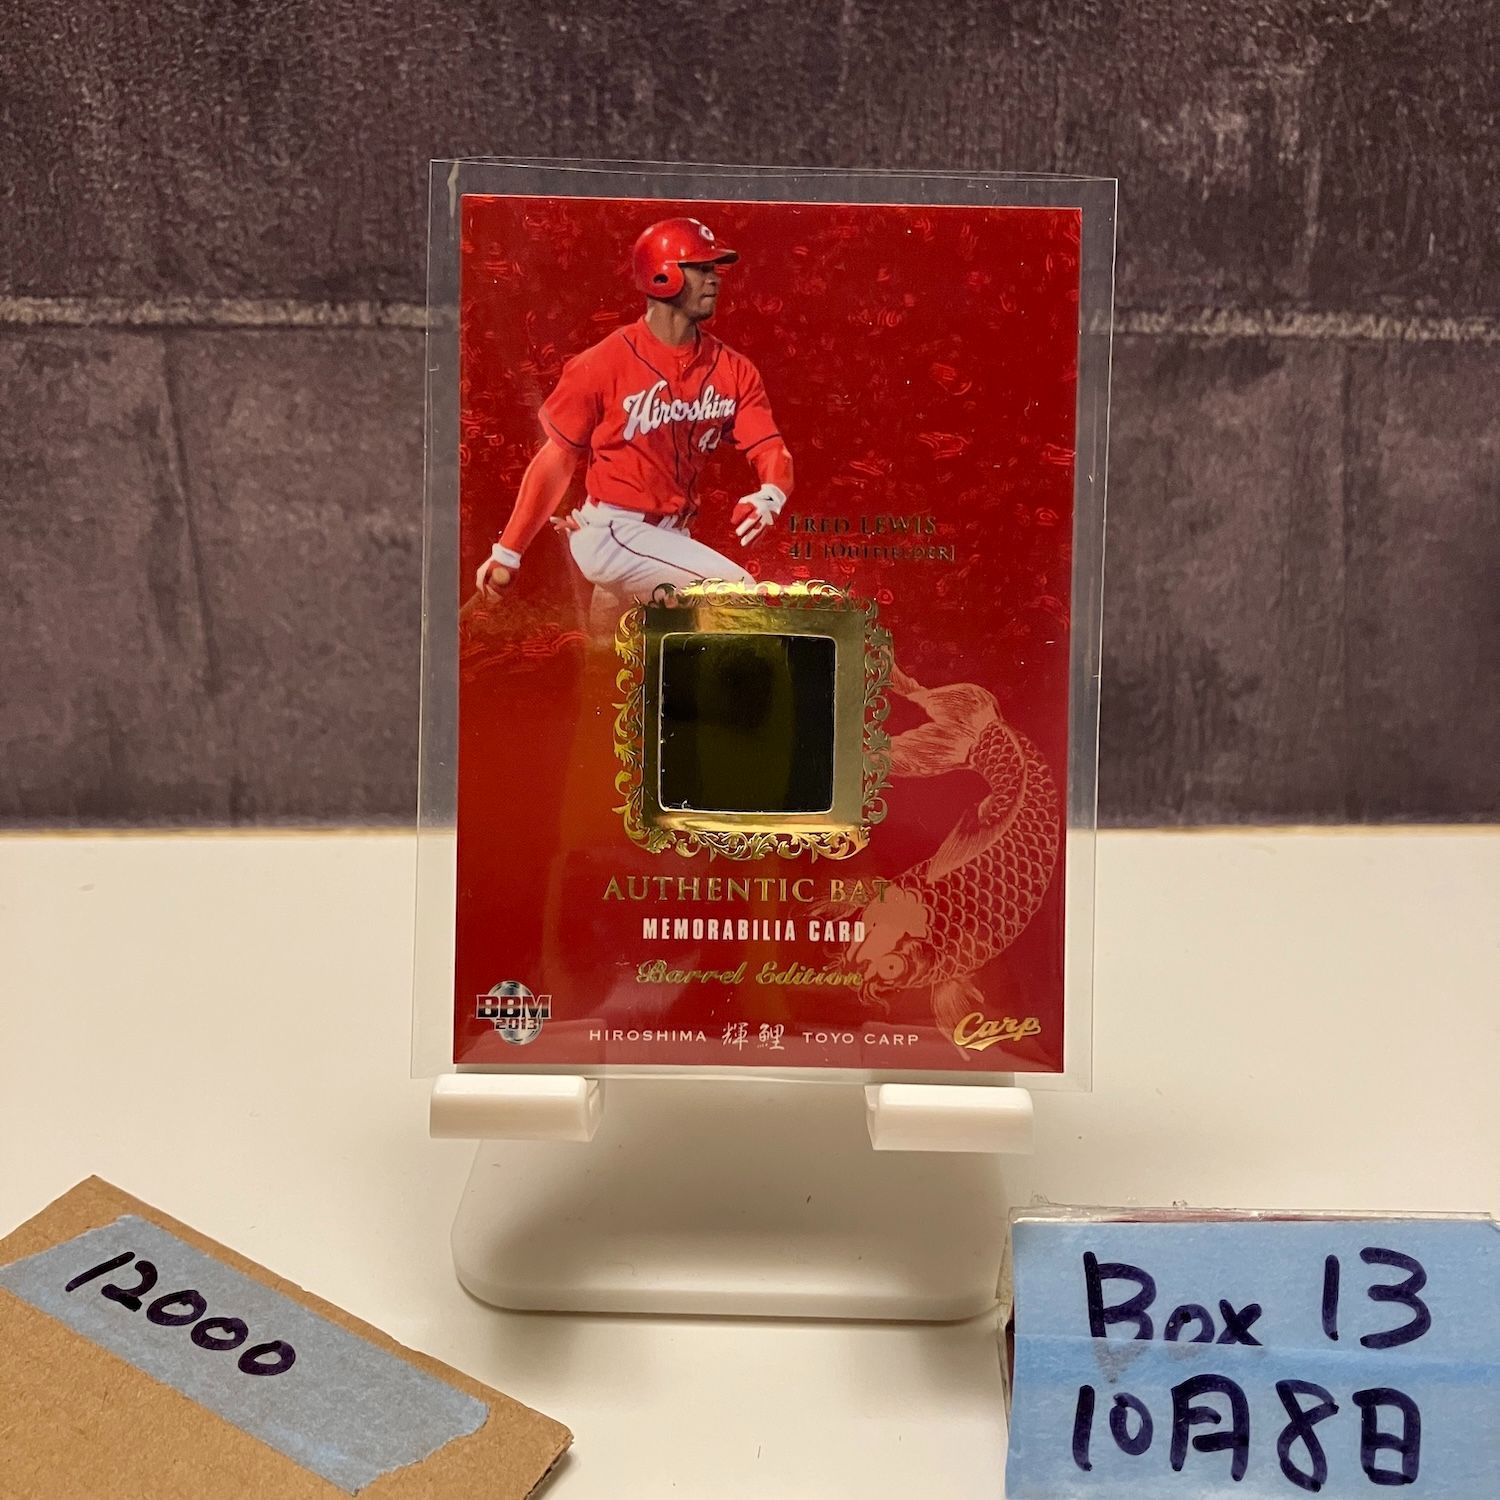 Hiroshima
41
FRED LEWIS
41 [OUTFIELDER]
AUTHENTIC BAT
MEMORABILIA CARD
Barrel Edition
BBM
2013
HIROSHIMA 輝鯉 TOYO CARP
Carp
12000
Box 13
10月8日